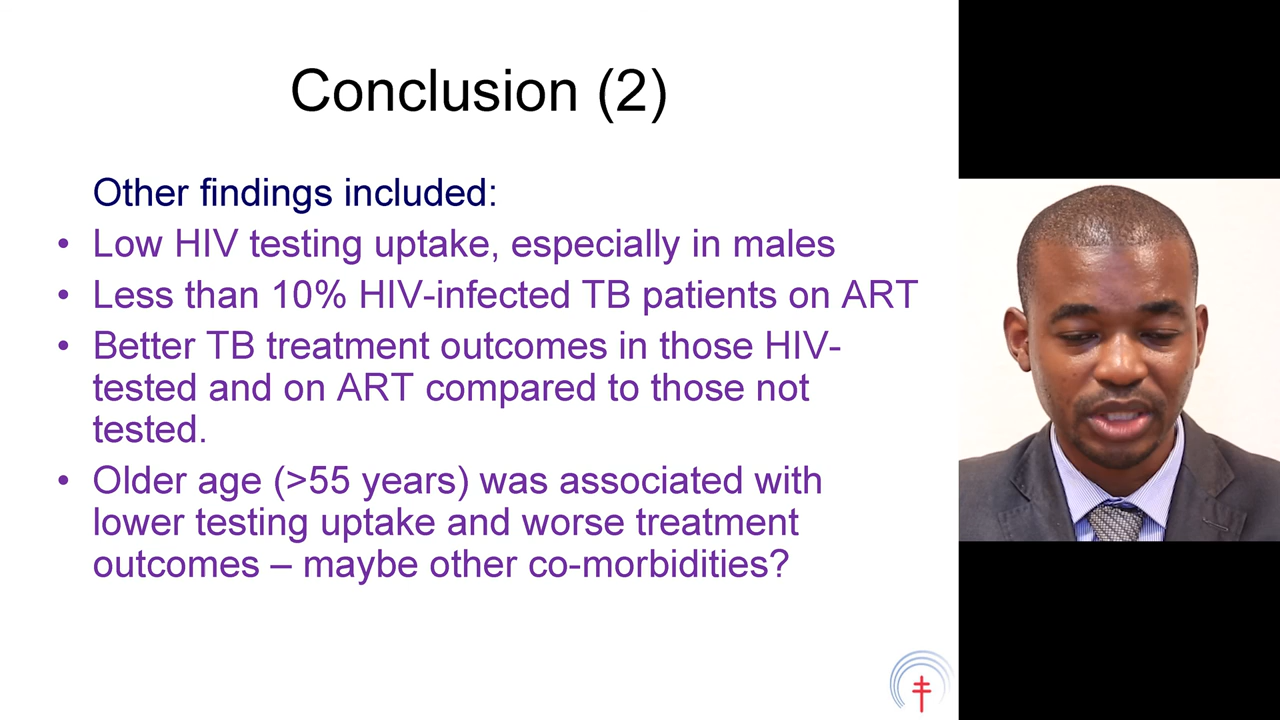 Conclusion (2)
Other findings included:
• Low HIV testing uptake, especially in males
• Less than 10% HIV-infected TB patients on ART
• Better TB treatment outcomes in those HIV-
tested and on ART compared to those not
tested.
• Older age (>55 years) was associated with
lower testing uptake and worse treatment
outcomes – maybe other co-morbidities?